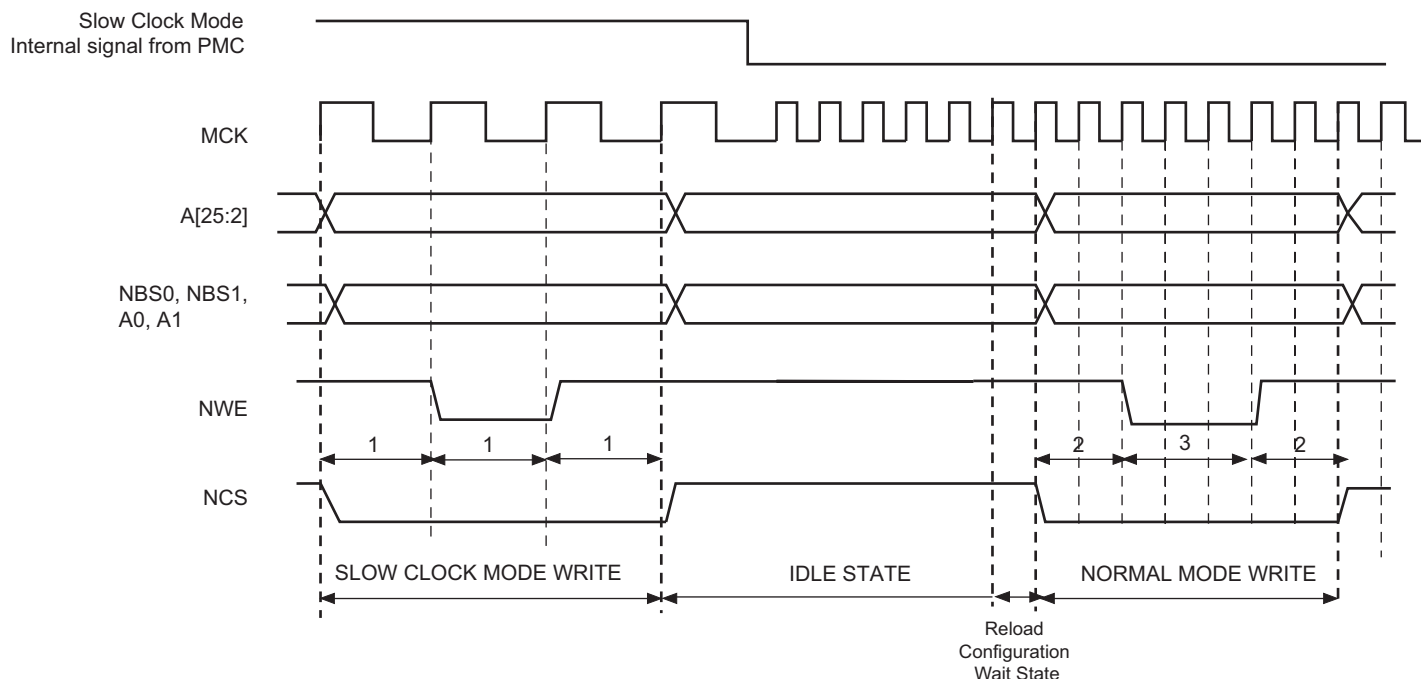 Slow Clock Mode
Internal signal from PMC
MCK
A[25:2]
NBS0, NBS1,
A0, A1
NWE
1 1 1 2 3 2
NCS
SLOW CLOCK MODE WRITE IDLE STATE NORMAL MODE WRITE
Reload
Configuration
Wait State